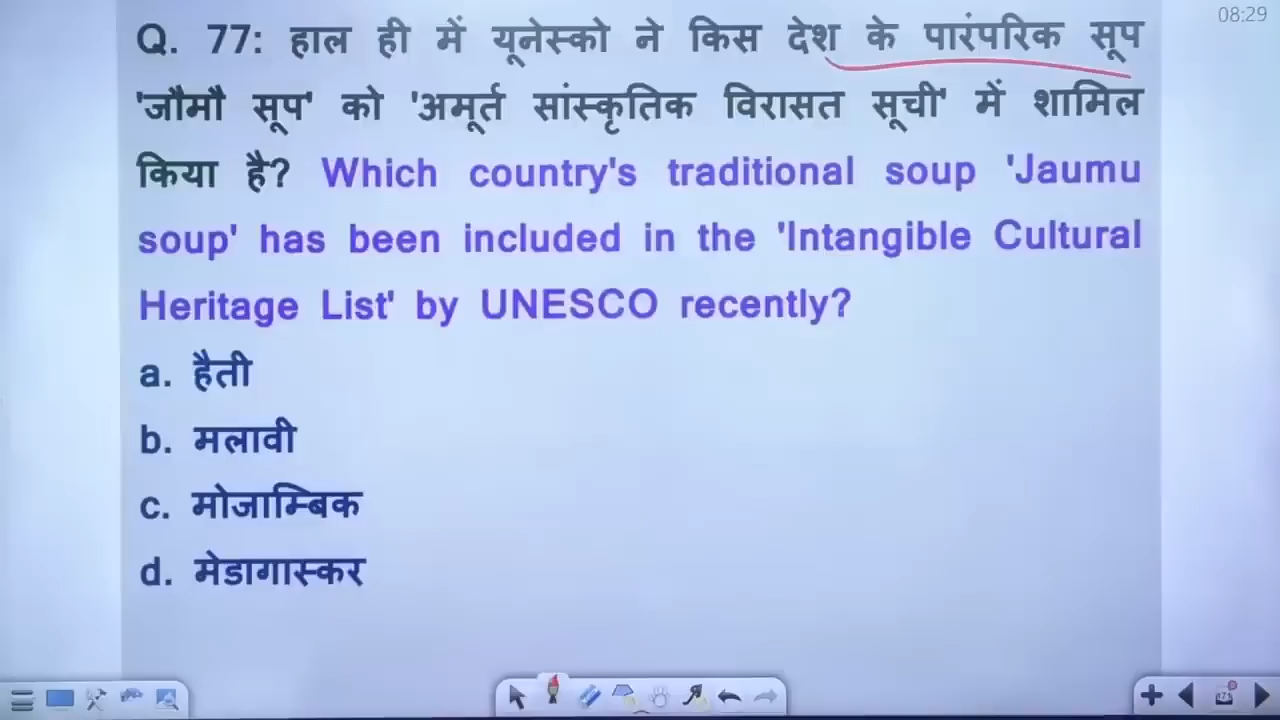 08:29
Q. 77: हाल ही में यूनेस्को ने किस देश के पारंपरिक सूप
'जौमौ सूप' को 'अमूर्त सांस्कृतिक विरासत सूची' में शामिल
किया है? Which country's traditional soup 'Jaumu
soup' has been included in the 'Intangible Cultural
Heritage List' by UNESCO recently?
a. हैती
b. मलावी
c. मोजाम्बिक
d. मेडागास्कर